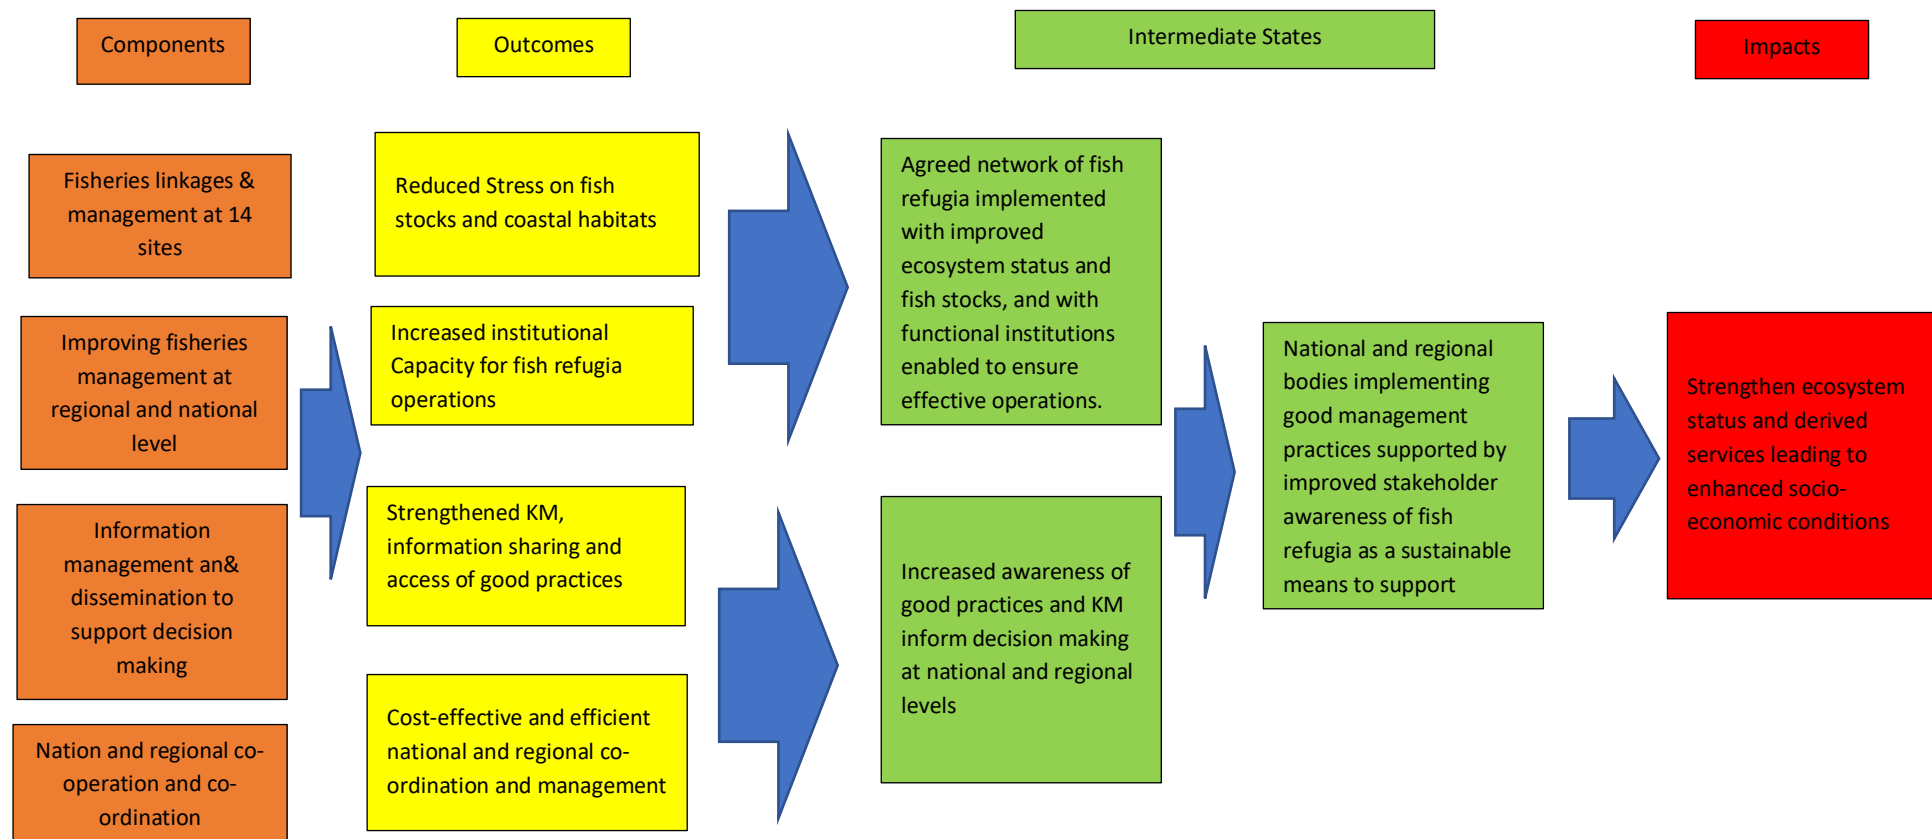 Components
Outcomes
Intermediate States
Impacts
Fisheries linkages &
management at 14
sites
Improving fisheries
management at
regional and national
level
Information
management an&
dissemination to
support decision
making
Nation and regional co-
operation and co-
ordination
Reduced Stress on fish
stocks and coastal habitats
Increased institutional
Capacity for fish refugia
operations
Strengthened KM,
information sharing and
access of good practices
Cost-effective and efficient
national and regional co-
ordination and management
Agreed network of fish
refugia implemented
with improved
ecosystem status and
fish stocks, and with
functional institutions
enabled to ensure
effective operations.
Increased awareness of
good practices and KM
inform decision making
at national and regional
levels
National and regional
bodies implementing
good management
practices supported by
improved stakeholder
awareness of fish
refugia as a sustainable
means to support
Strengthen ecosystem
status and derived
services leading to
enhanced socio-
economic conditions